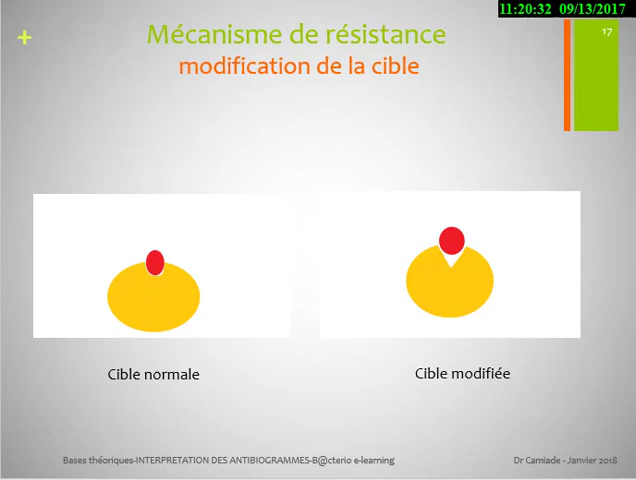 11:20:32 09/13/2017
17
+
Mécanisme de résistance
modification de la cible
Cible normale
Cible modifiée
Bases théoriques-INTERPRETATION DES ANTIBIOGRAMMES-B@cterio e-learning
Dr Camiade - Janvier 2018